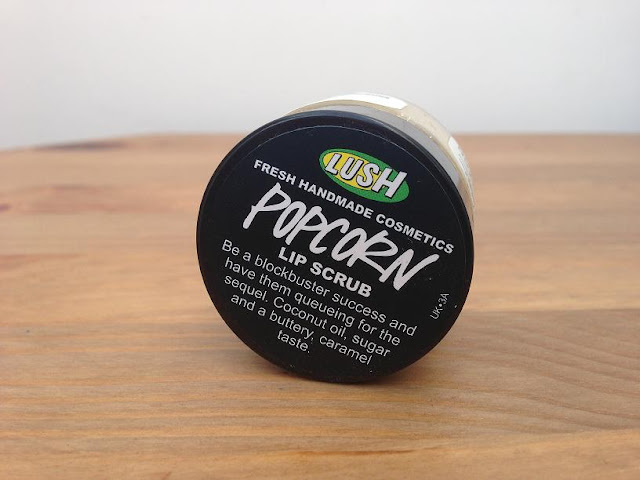 LUSH
FRESH HANDMADE COSMETICS
POPCORN
LIP SCRUB
Be a blockbuster success and
have them queueing for the
sequel. Coconut oil, sugar
and a buttery, caramel
taste.
UK•3A